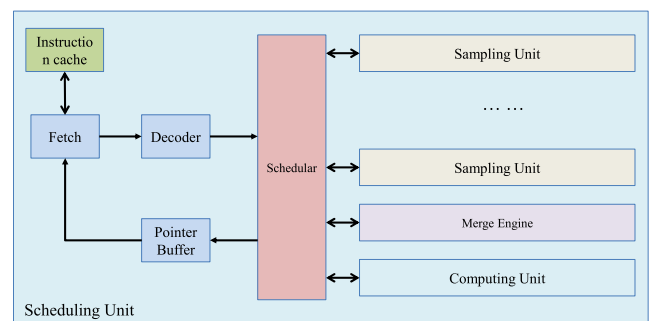 Instructio
n cache
Sampling Unit
... ...
Fetch
Decoder
Schedular
Sampling Unit
Pointer
Buffer
Merge Engine
Computing Unit
Scheduling Unit